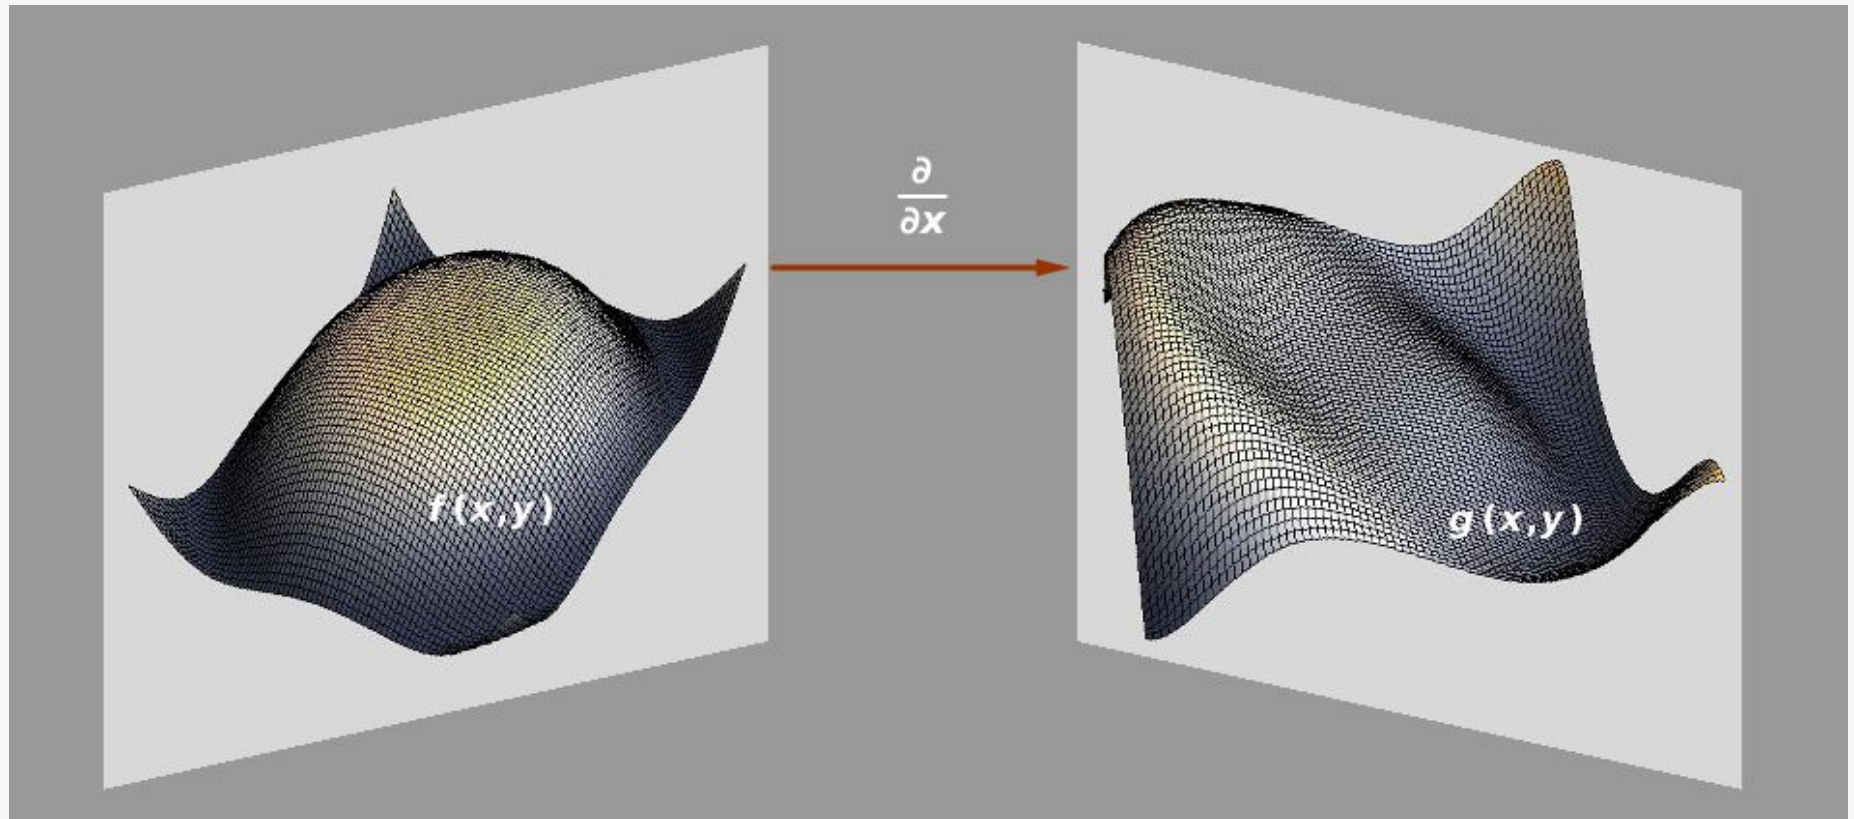 ∂
∂x
f(x,y)
g(x,y)